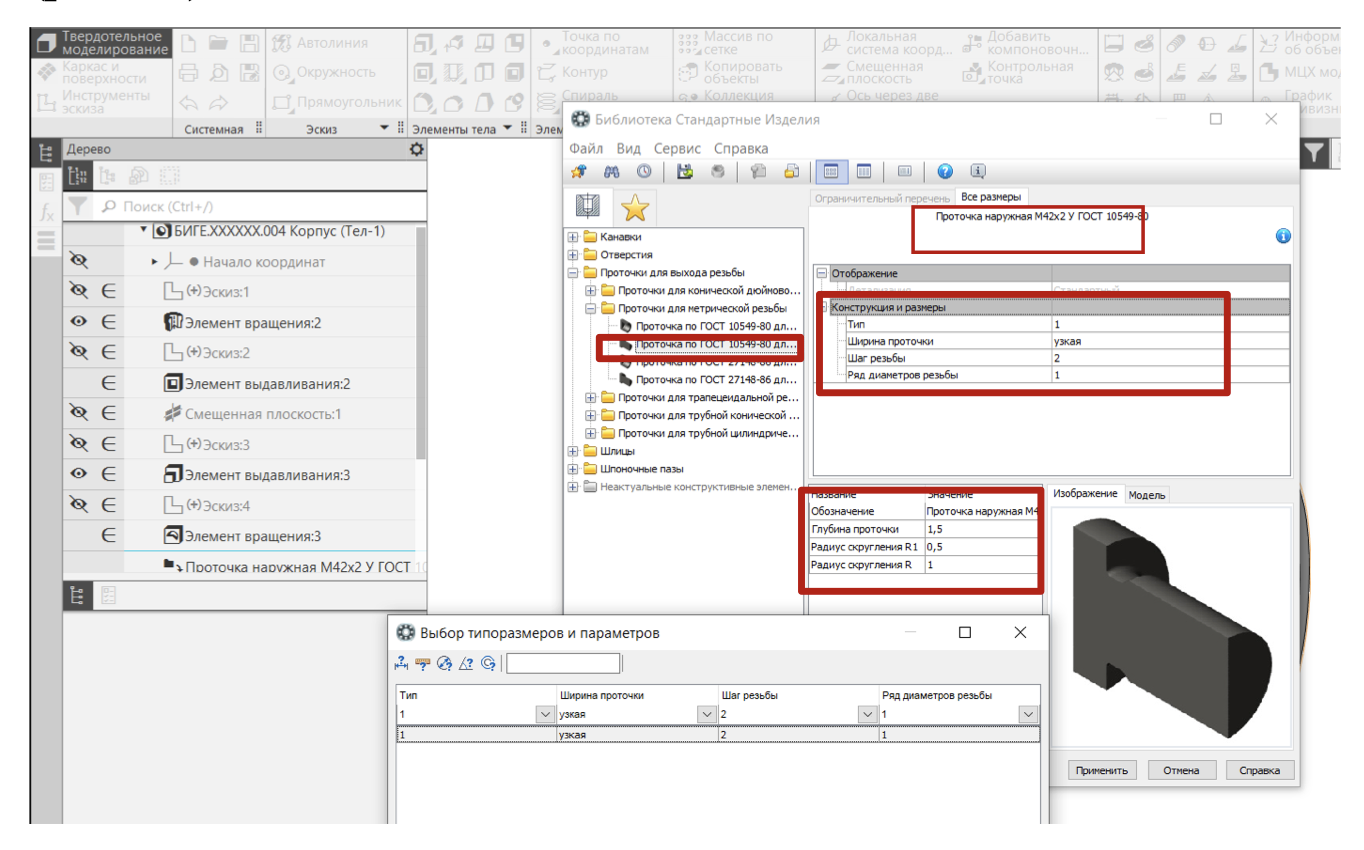 Твердотельное моделирование
Автолиния
Точка по координатам
Массив по сетке
Локальная система коорд...
Добавить компоновочн...
Информ
об объе
Каркас и поверхности
Окружность
Контур
Копировать объекты
Смещенная плоскость
Контрольная точка
МЦХ мо
Инструменты эскиза
Прямоугольник
Спираль
Коллекция
Ось через две
График
Системная
Эскиз
Элементы тела
Элем
Дерево
Поиск (Ctrl+/)
БИГЕ.XXXXXX.004 Корпус (Тел-1)
Начало координат
(+)Эскиз:1
Элемент вращения:2
(+)Эскиз:2
Элемент выдавливания:2
Смещенная плоскость:1
(+)Эскиз:3
Элемент выдавливания:3
(+)Эскиз:4
Элемент вращения:3
Проточка наружная М42х2 У ГОСТ 10
Библиотека Стандартные Изделия
Файл Вид Сервис Справка
Ограничительный перечень
Все размеры
Проточка наружная М42х2 У ГОСТ 10549-80
Канавки
Отверстия
Проточки для выхода резьбы
Проточки для конической дюймово...
Проточки для метрической резьбы
Проточка по ГОСТ 10549-80 дл...
Проточка по ГОСТ 10549-80 дл...
Проточка по ГОСТ 27148-86 дл...
Проточка по ГОСТ 27148-86 дл...
Проточки для трапецеидальной ре...
Проточки для трубной конической ...
Проточки для трубной цилиндриче...
Шлицы
Шпоночные пазы
Неактуальные конструктивные элемен...
Отображение
Детализация Стандартный
Конструкция и размеры
Тип 1
Ширина проточки узкая
Шаг резьбы 2
Ряд диаметров резьбы 1
Название Значение
Обозначение Проточка наружная М4
Глубина проточки 1,5
Радиус скругления R1 0,5
Радиус скругления R 1
Изображение
Модель
Применить
Отмена
Справка
Выбор типоразмеров и параметров
Тип Ширина проточки Шаг резьбы Ряд диаметров резьбы
1 узкая 2 1
1 узкая 2 1